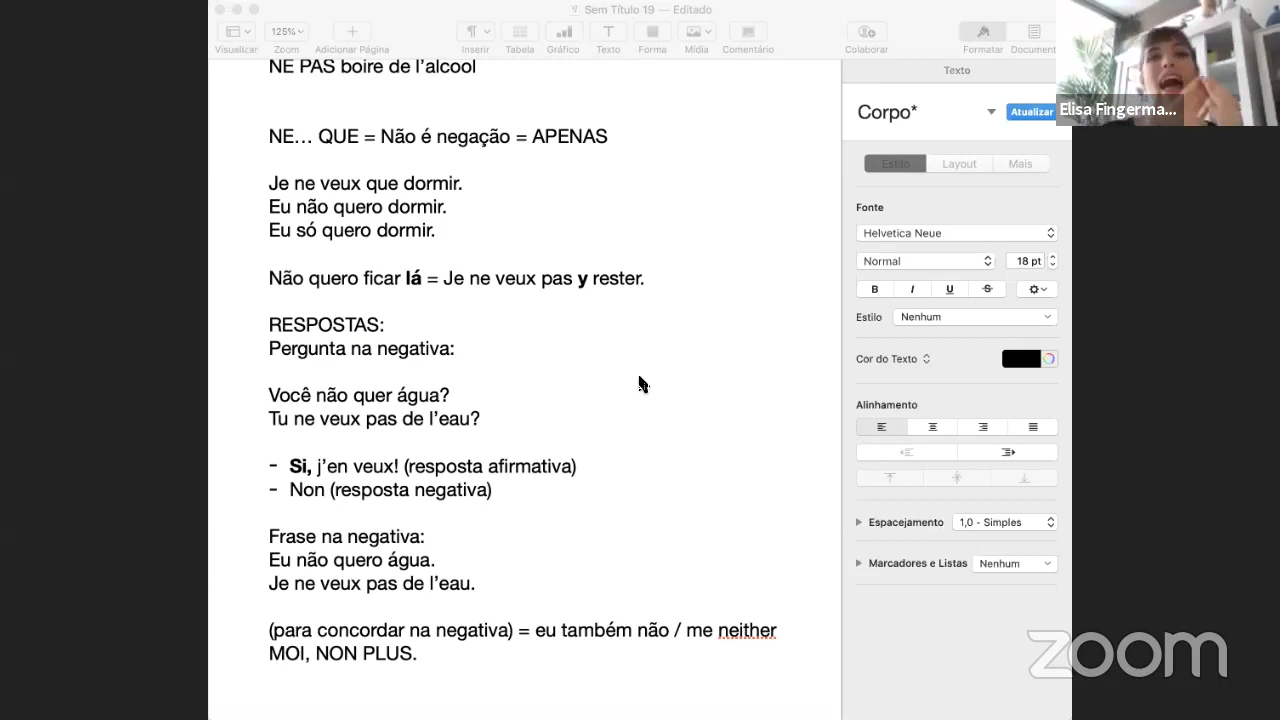 Sem Título 19 — Editado
125%
Visualizar
Zoom
Adicionar Página
Inserir
Tabela
Gráfico
Texto
Forma
Mídia
Comentário
Colaborar
Formatar
Document
NE PAS boire de l'alcool
NE... QUE = Não é negação = APENAS
Je ne veux que dormir.
Eu não quero dormir.
Eu só quero dormir.
Não quero ficar lá = Je ne veux pas y rester.
RESPOSTAS:
Pergunta na negativa:
Você não quer água?
Tu ne veux pas de l'eau?
- Si, j'en veux! (resposta afirmativa)
- Non (resposta negativa)
Frase na negativa:
Eu não quero água.
Je ne veux pas de l'eau.
(para concordar na negativa) = eu também não / me neither
MOI, NON PLUS.
Texto
Corpo*
Atualizar
Estilo
Layout
Mais
Fonte
Helvetica Neue
Normal
18 pt
B I U S
Estilo
Nenhum
Cor do Texto
Alinhamento
Espacejamento
1,0 - Simples
Marcadores e Listas
Nenhum
Elisa Fingerma...
zoom